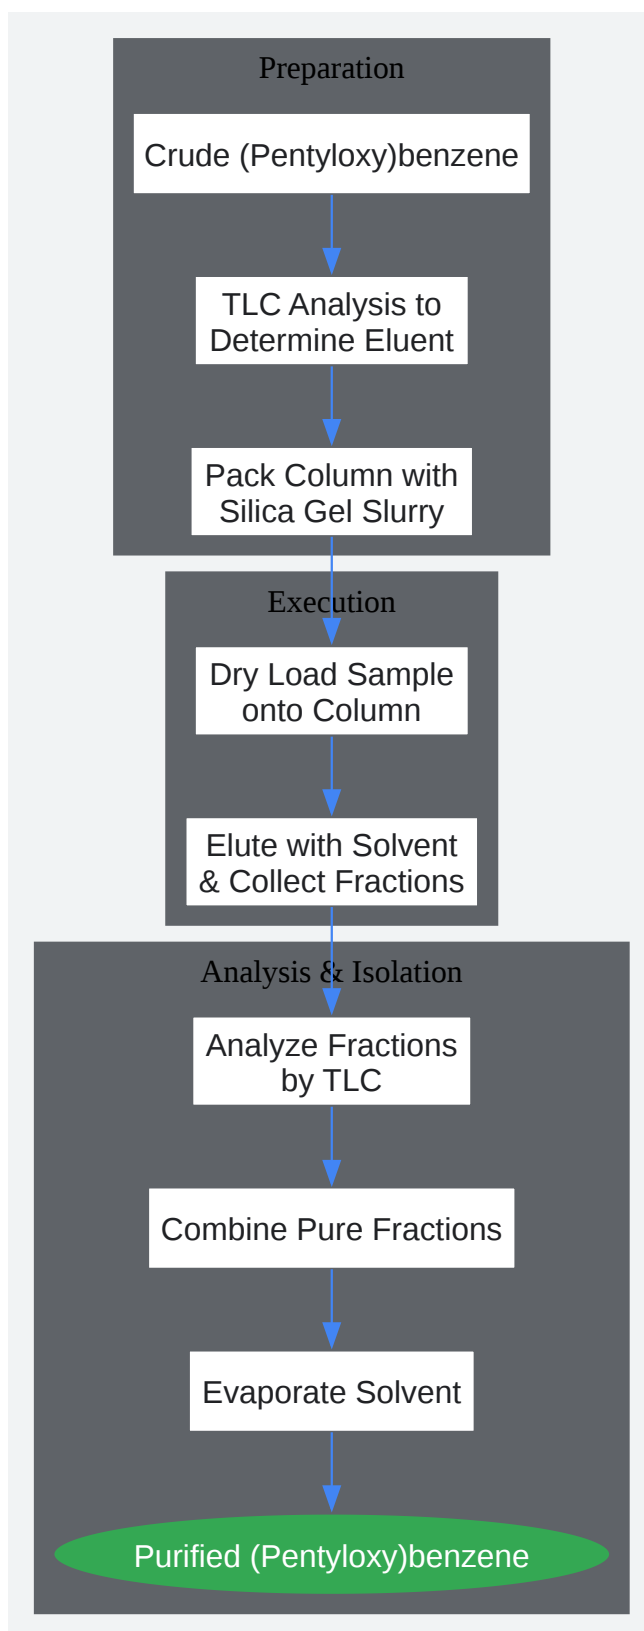 Preparation
Crude (Pentyloxy)benzene
TLC Analysis to
Determine Eluent
Pack Column with
Silica Gel Slurry
Execution
Dry Load Sample
onto Column
Elute with Solvent
& Collect Fractions
Analysis & Isolation
Analyze Fractions
by TLC
Combine Pure Fractions
Evaporate Solvent
Purified (Pentyloxy)benzene